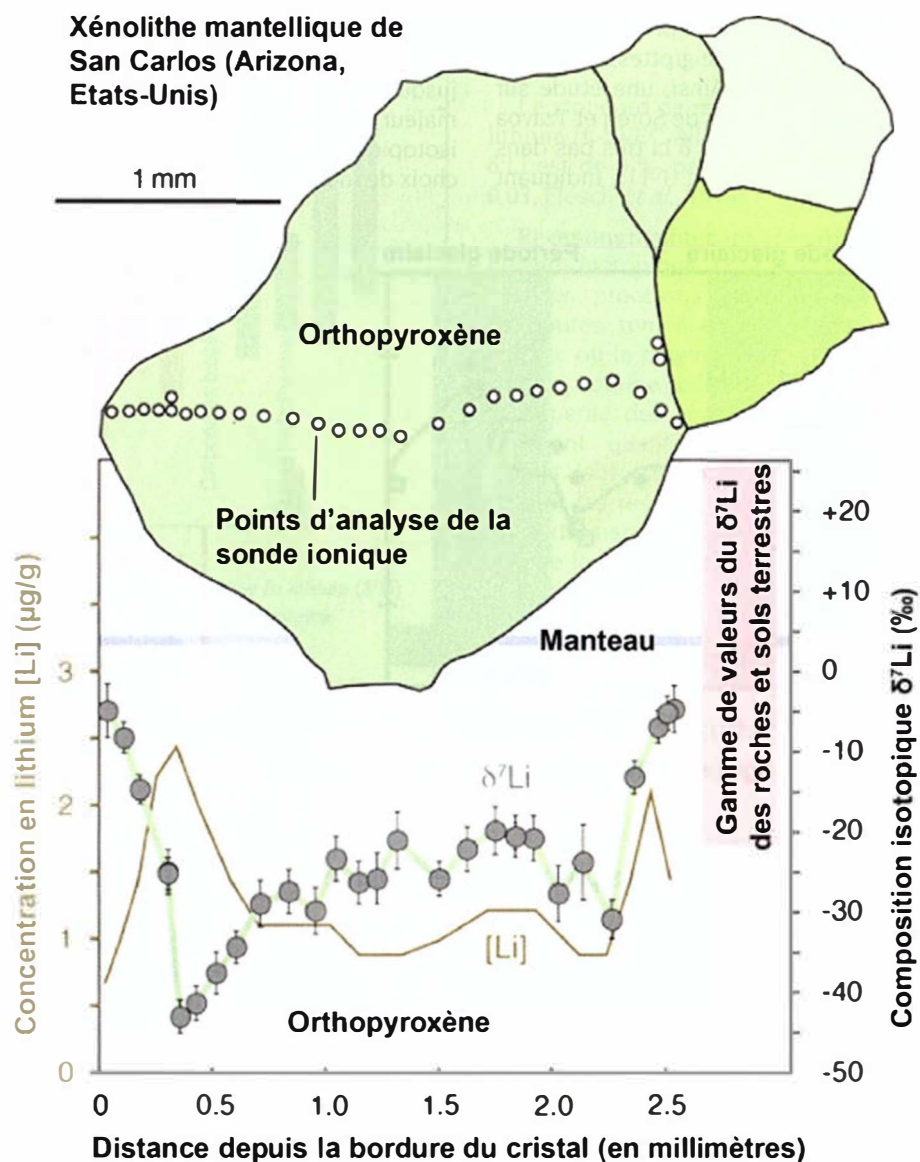 Xénolithe mantellique de
San Carlos (Arizona,
Etats-Unis)
1 mm
Orthopyroxène
Points d'analyse de la
sonde ionique
Manteau
Concentration en lithium [Li] (µg/g)
3
2
1
0
δ⁷Li
[Li]
Orthopyroxène
Gamme de valeurs du δ⁷Li
des roches et sols terrestres
+20
+10
0
-10
-20
-30
-40
-50
Composition isotopique δ⁷Li (‰)
0
0.5
1.0
1.5
2.0
2.5
Distance depuis la bordure du cristal (en millimètres)